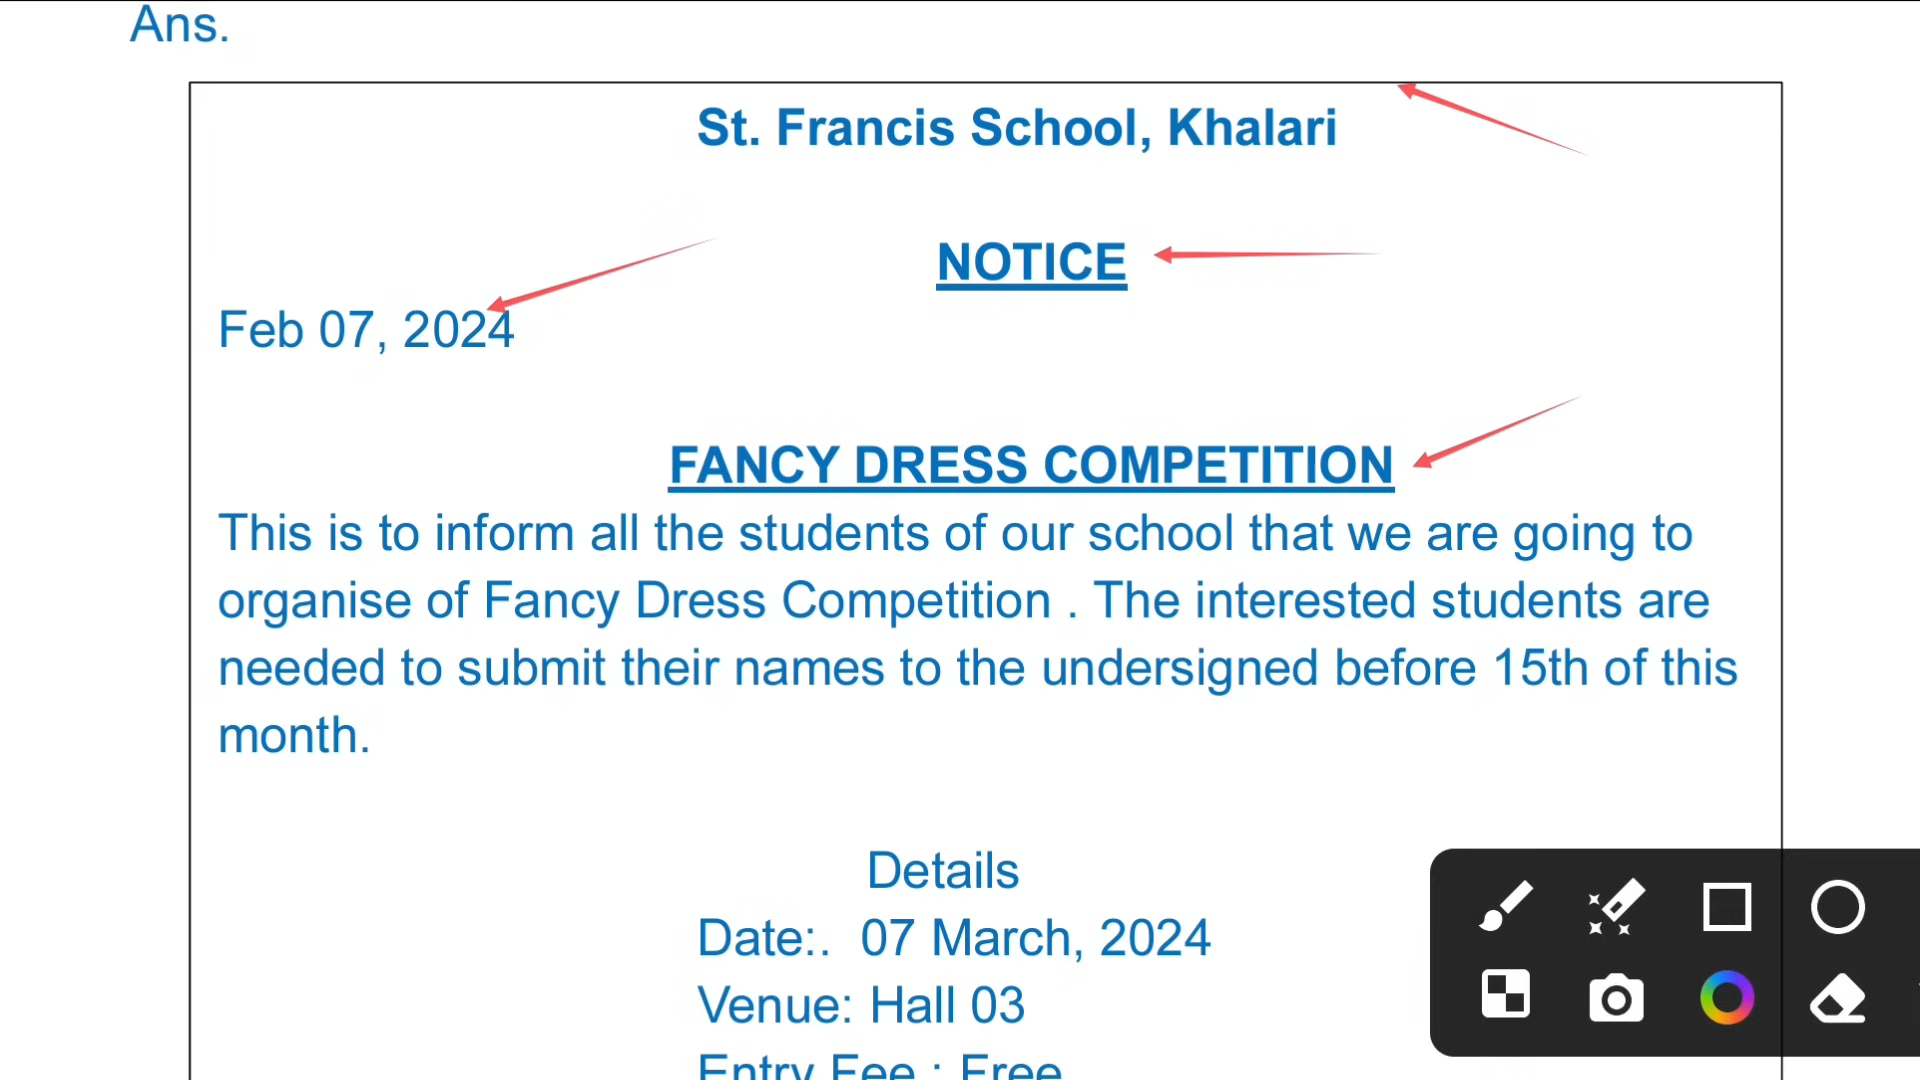 Ans.
St. Francis School, Khalari
NOTICE
Feb 07, 2024
FANCY DRESS COMPETITION
This is to inform all the students of our school that we are going to
organise of Fancy Dress Competition . The interested students are
needed to submit their names to the undersigned before 15th of this
month.
Details
Date:.  07 March, 2024
Venue: Hall 03
Entry Fee : Free